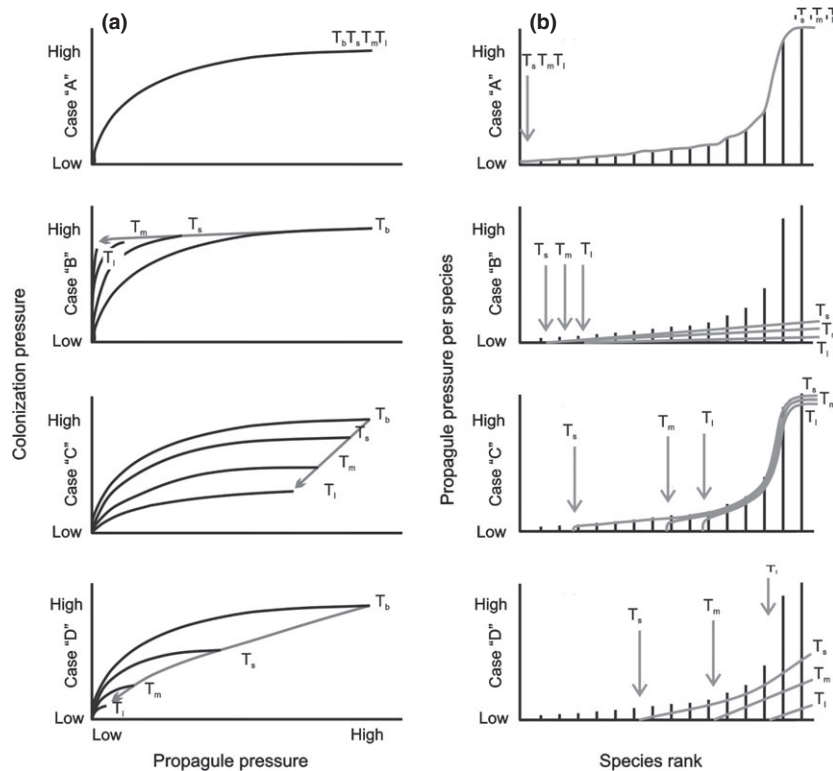 (a)
High
Case "A"
Low
TbTsTmTl
High
Case "B"
Low
Tm
Ts
Tb
Tl
High
Case "C"
Low
Tb
Ts
Tm
Tl
High
Case "D"
Low
Tb
Ts
Tm
Tl
Low
High
Colonization pressure
Propagule pressure
(b)
High
Case "A"
Low
TsTmTl
High
Case "B"
Low
Ts Tm Tl
Ts
Tl
High
Case "C"
Low
Ts
Tm
Tl
Ts
Tm
Tl
High
Case "D"
Low
Ts
Tm
Ts
Tm
Tl
Propagule pressure per species
Species rank